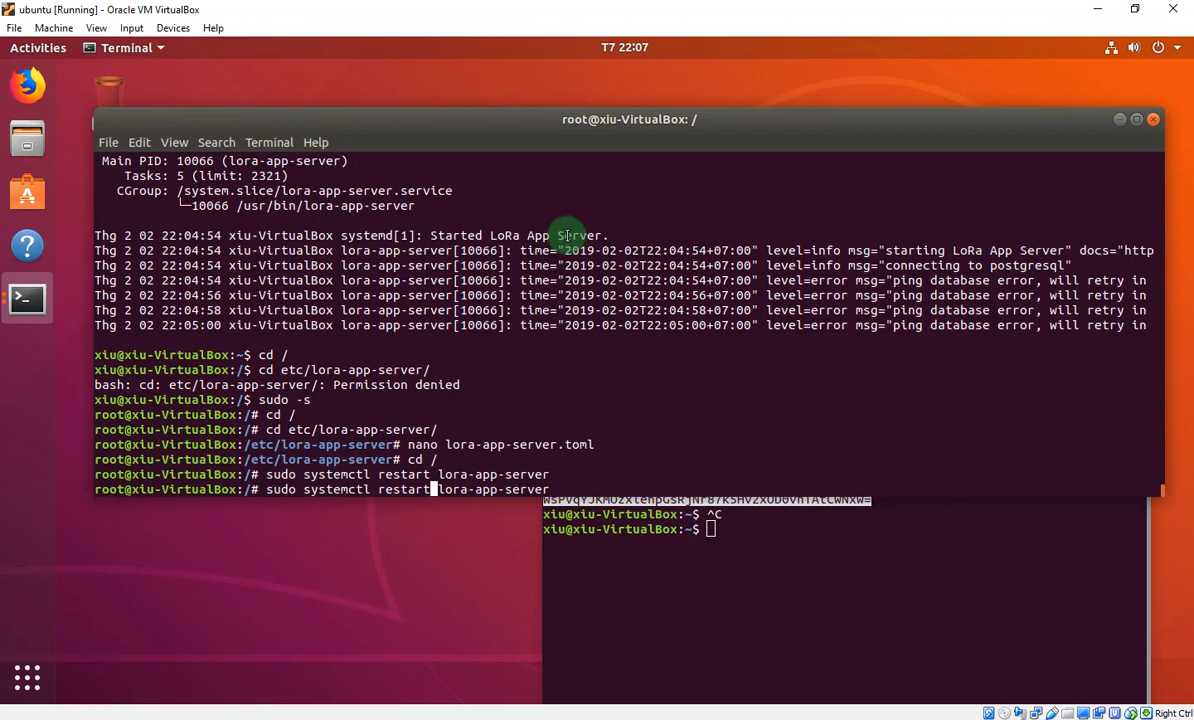 ubuntu [Running] - Oracle VM VirtualBox
File Machine View Input Devices Help
Activities Terminal T7 22:07
root@xiu-VirtualBox: /
File Edit View Search Terminal Help
Main PID: 10066 (lora-app-server)
Tasks: 5 (limit: 2321)
CGroup: /system.slice/lora-app-server.service
└─10066 /usr/bin/lora-app-server
Thg 2 02 22:04:54 xiu-VirtualBox systemd[1]: Started LoRa App Server.
Thg 2 02 22:04:54 xiu-VirtualBox lora-app-server[10066]: time="2019-02-02T22:04:54+07:00" level=info msg="starting LoRa App Server" docs="http
Thg 2 02 22:04:54 xiu-VirtualBox lora-app-server[10066]: time="2019-02-02T22:04:54+07:00" level=info msg="connecting to postgresql"
Thg 2 02 22:04:54 xiu-VirtualBox lora-app-server[10066]: time="2019-02-02T22:04:54+07:00" level=error msg="ping database error, will retry in
Thg 2 02 22:04:56 xiu-VirtualBox lora-app-server[10066]: time="2019-02-02T22:04:56+07:00" level=error msg="ping database error, will retry in
Thg 2 02 22:04:58 xiu-VirtualBox lora-app-server[10066]: time="2019-02-02T22:04:58+07:00" level=error msg="ping database error, will retry in
Thg 2 02 22:05:00 xiu-VirtualBox lora-app-server[10066]: time="2019-02-02T22:05:00+07:00" level=error msg="ping database error, will retry in
xiu@xiu-VirtualBox:~$ cd /
xiu@xiu-VirtualBox:/$ cd etc/lora-app-server/
bash: cd: etc/lora-app-server/: Permission denied
xiu@xiu-VirtualBox:/$ sudo -s
root@xiu-VirtualBox:/# cd /
root@xiu-VirtualBox:/# cd etc/lora-app-server/
root@xiu-VirtualBox:/etc/lora-app-server# nano lora-app-server.toml
root@xiu-VirtualBox:/etc/lora-app-server# cd /
root@xiu-VirtualBox:/# sudo systemctl restart lora-app-server
root@xiu-VirtualBox:/# sudo systemctl restart lora-app-server
xiu@xiu-VirtualBox:~$ ^C
xiu@xiu-VirtualBox:~$
Right Ctrl